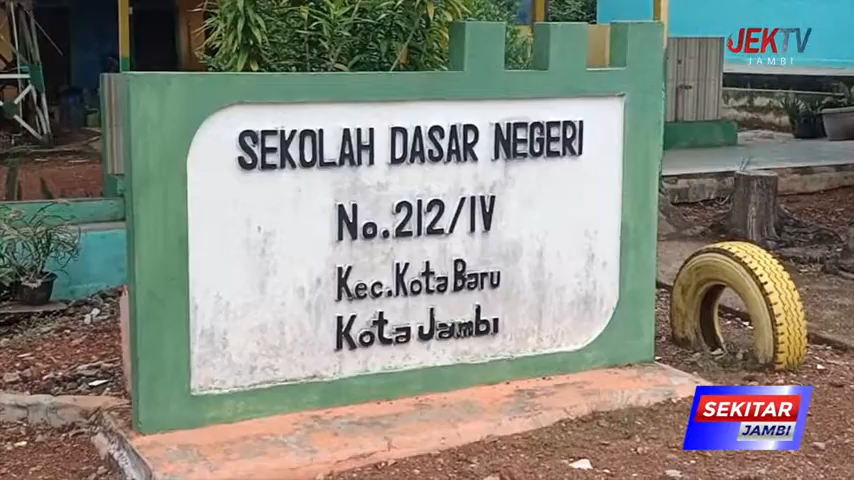 JEKTV
JAMBI
SEKOLAH DASAR NEGERI
No.212/IV
Kec.Kota Baru
Kota Jambi
SEKITAR
JAMBI